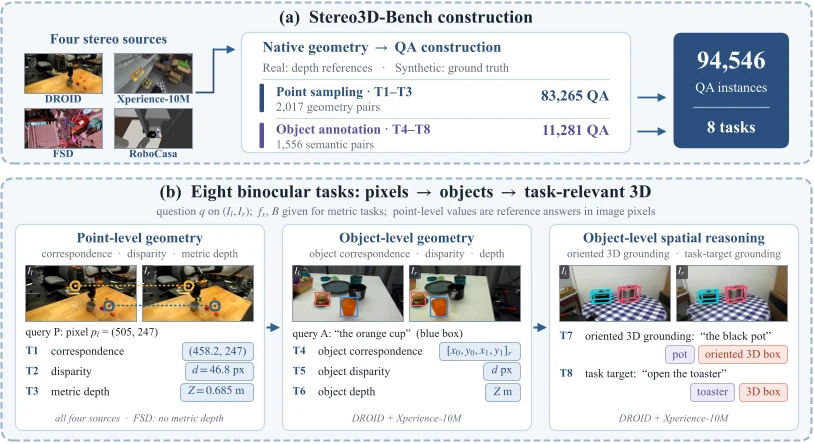 (a) Stereo3D-Bench construction
Four stereo sources
DROID
Xperience-10M
FSD
RoboCasa
Native geometry → QA construction
Real: depth references · Synthetic: ground truth
Point sampling · T1–T3
83,265 QA
2,017 geometry pairs
Object annotation · T4–T8
11,281 QA
1,556 semantic pairs
94,546
QA instances
8 tasks
(b) Eight binocular tasks: pixels → objects → task-relevant 3D
question q on (Iₗ, Iᵣ); fₓ, B given for metric tasks; point-level values are reference answers in image pixels
Point-level geometry
correspondence · disparity · metric depth
Iₗ
Iᵣ
query P: pixel pₗ = (505, 247)
T1 correspondence (458.2, 247)
T2 disparity d = 46.8 px
T3 metric depth Z = 0.685 m
all four sources · FSD: no metric depth
Object-level geometry
object correspondence · disparity · depth
Iₗ
Iᵣ
query A: “the orange cup” (blue box)
T4 object correspondence [x₀, y₀, x₁, y₁]ᵣ
T5 object disparity d px
T6 object depth Z m
DROID + Xperience-10M
Object-level spatial reasoning
oriented 3D grounding · task-target grounding
Iₗ
Iᵣ
T7 oriented 3D grounding: “the black pot”
pot oriented 3D box
T8 task target: “open the toaster”
toaster 3D box
DROID + Xperience-10M